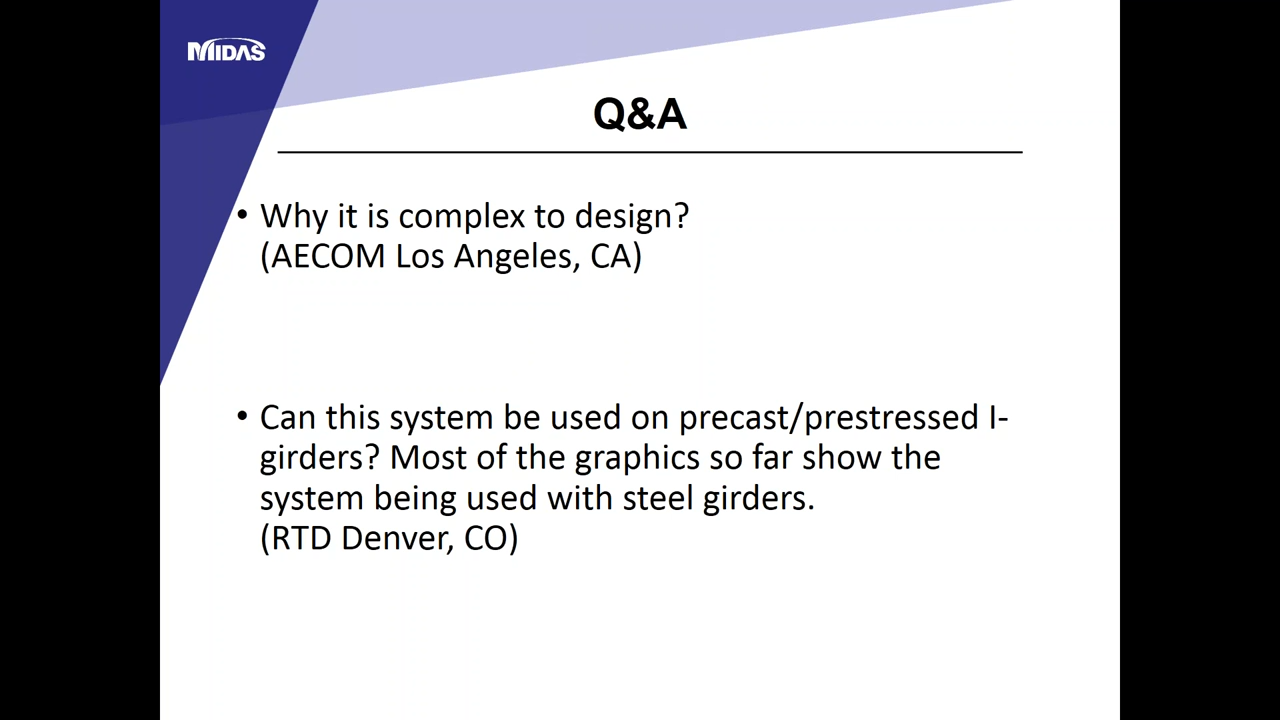 MIDAS
Q&A
• Why it is complex to design?
(AECOM Los Angeles, CA)
• Can this system be used on precast/prestressed I-
girders? Most of the graphics so far show the
system being used with steel girders.
(RTD Denver, CO)